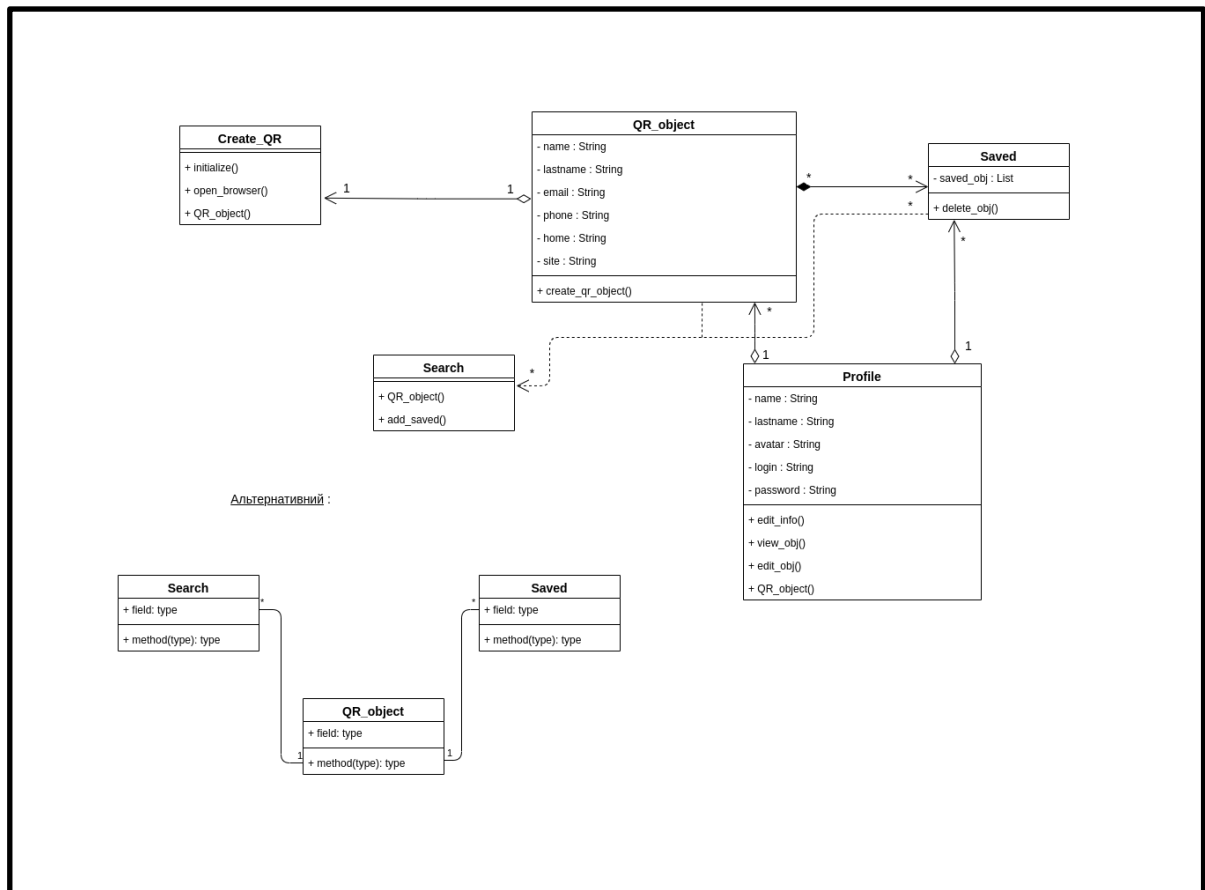 Create_QR
+ initialize()
+ open_browser()
+ QR_object()
1
1
QR_object
- name : String
- lastname : String
- email : String
- phone : String
- home : String
- site : String
+ create_qr_object()
*
*
Saved
- saved_obj : List
+ delete_obj()
*
*
*
1
1
Search
+ QR_object()
+ add_saved()
*
Profile
- name : String
- lastname : String
- avatar : String
- login : String
- password : String
+ edit_info()
+ view_obj()
+ edit_obj()
+ QR_object()
Альтернативний :
Search
+ field: type
+ method(type): type
*
Saved
+ field: type
+ method(type): type
*
QR_object
+ field: type
+ method(type): type
1
1